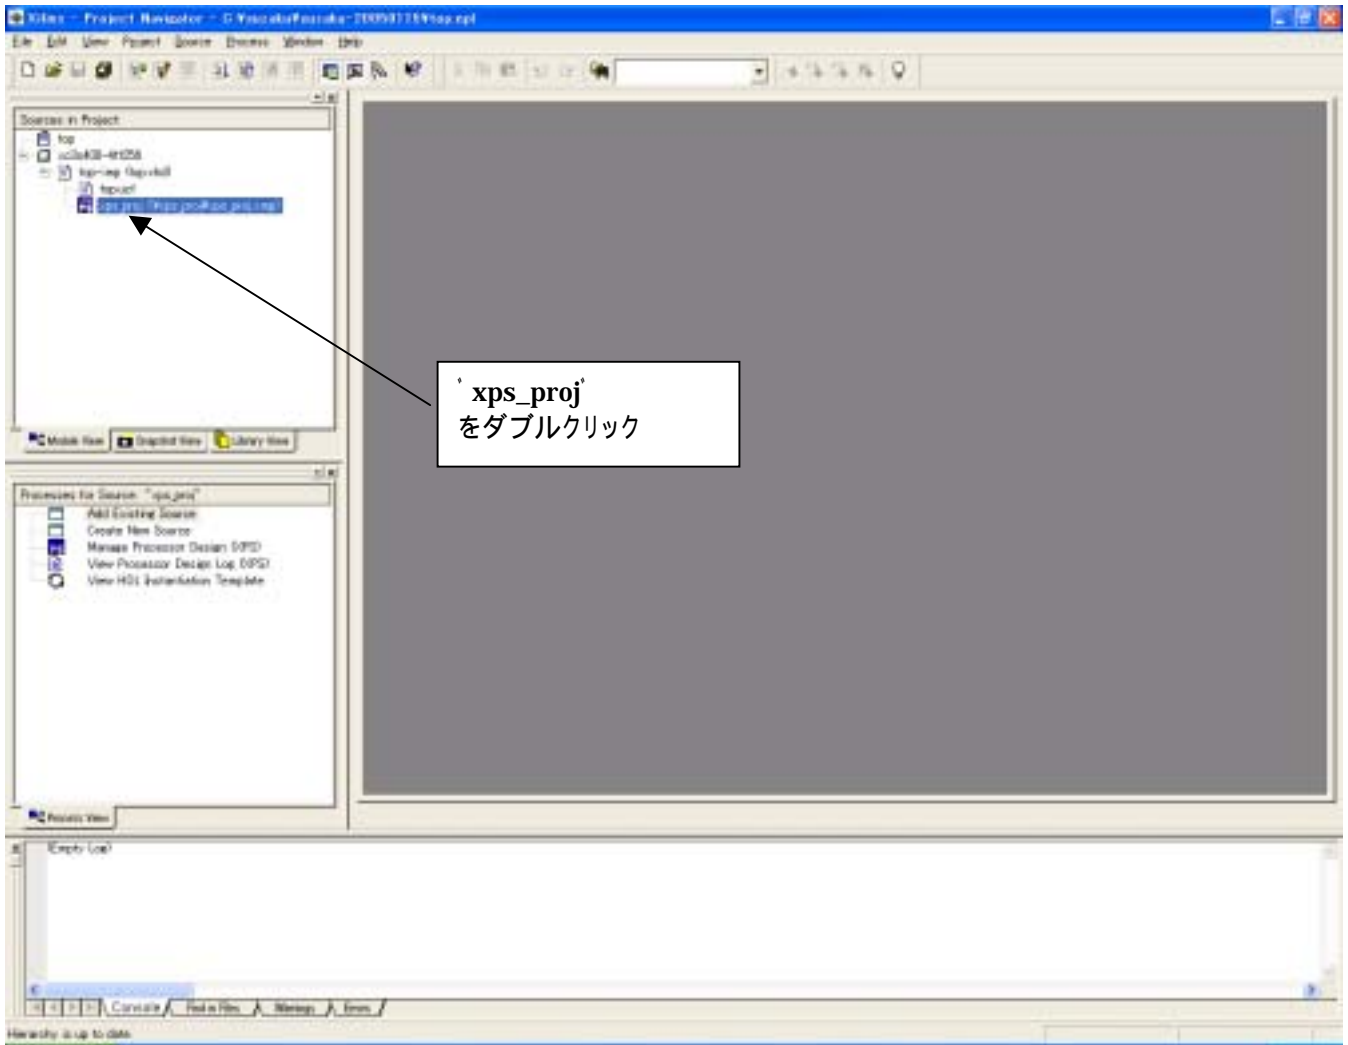 Xilinx - Project Navigator -
File Edit View Project Source Process Window Help
Sources in Project
top
xps_proj
Module View Snapshot View Library View
'xps_proj'
をダブルクリック
Processes for Source: "xps_proj"
Add Existing Source
Create New Source
Manage Processor Design (XPS)
View Processor Design Log (XPS)
View HDL Instantiation Template
Process View
(Empty Log)
Console Find in Files Warnings Errors
Hierarchy is up to date.